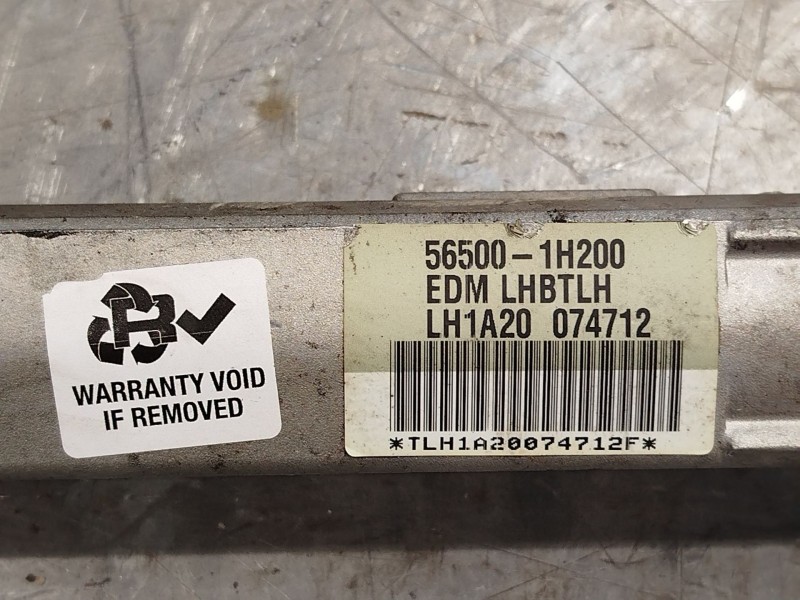 R
WARRANTY VOID
IF REMOVED
56500-1H200
EDM LHBTLH
LH1A20 074712
*TLH1A20074712F*